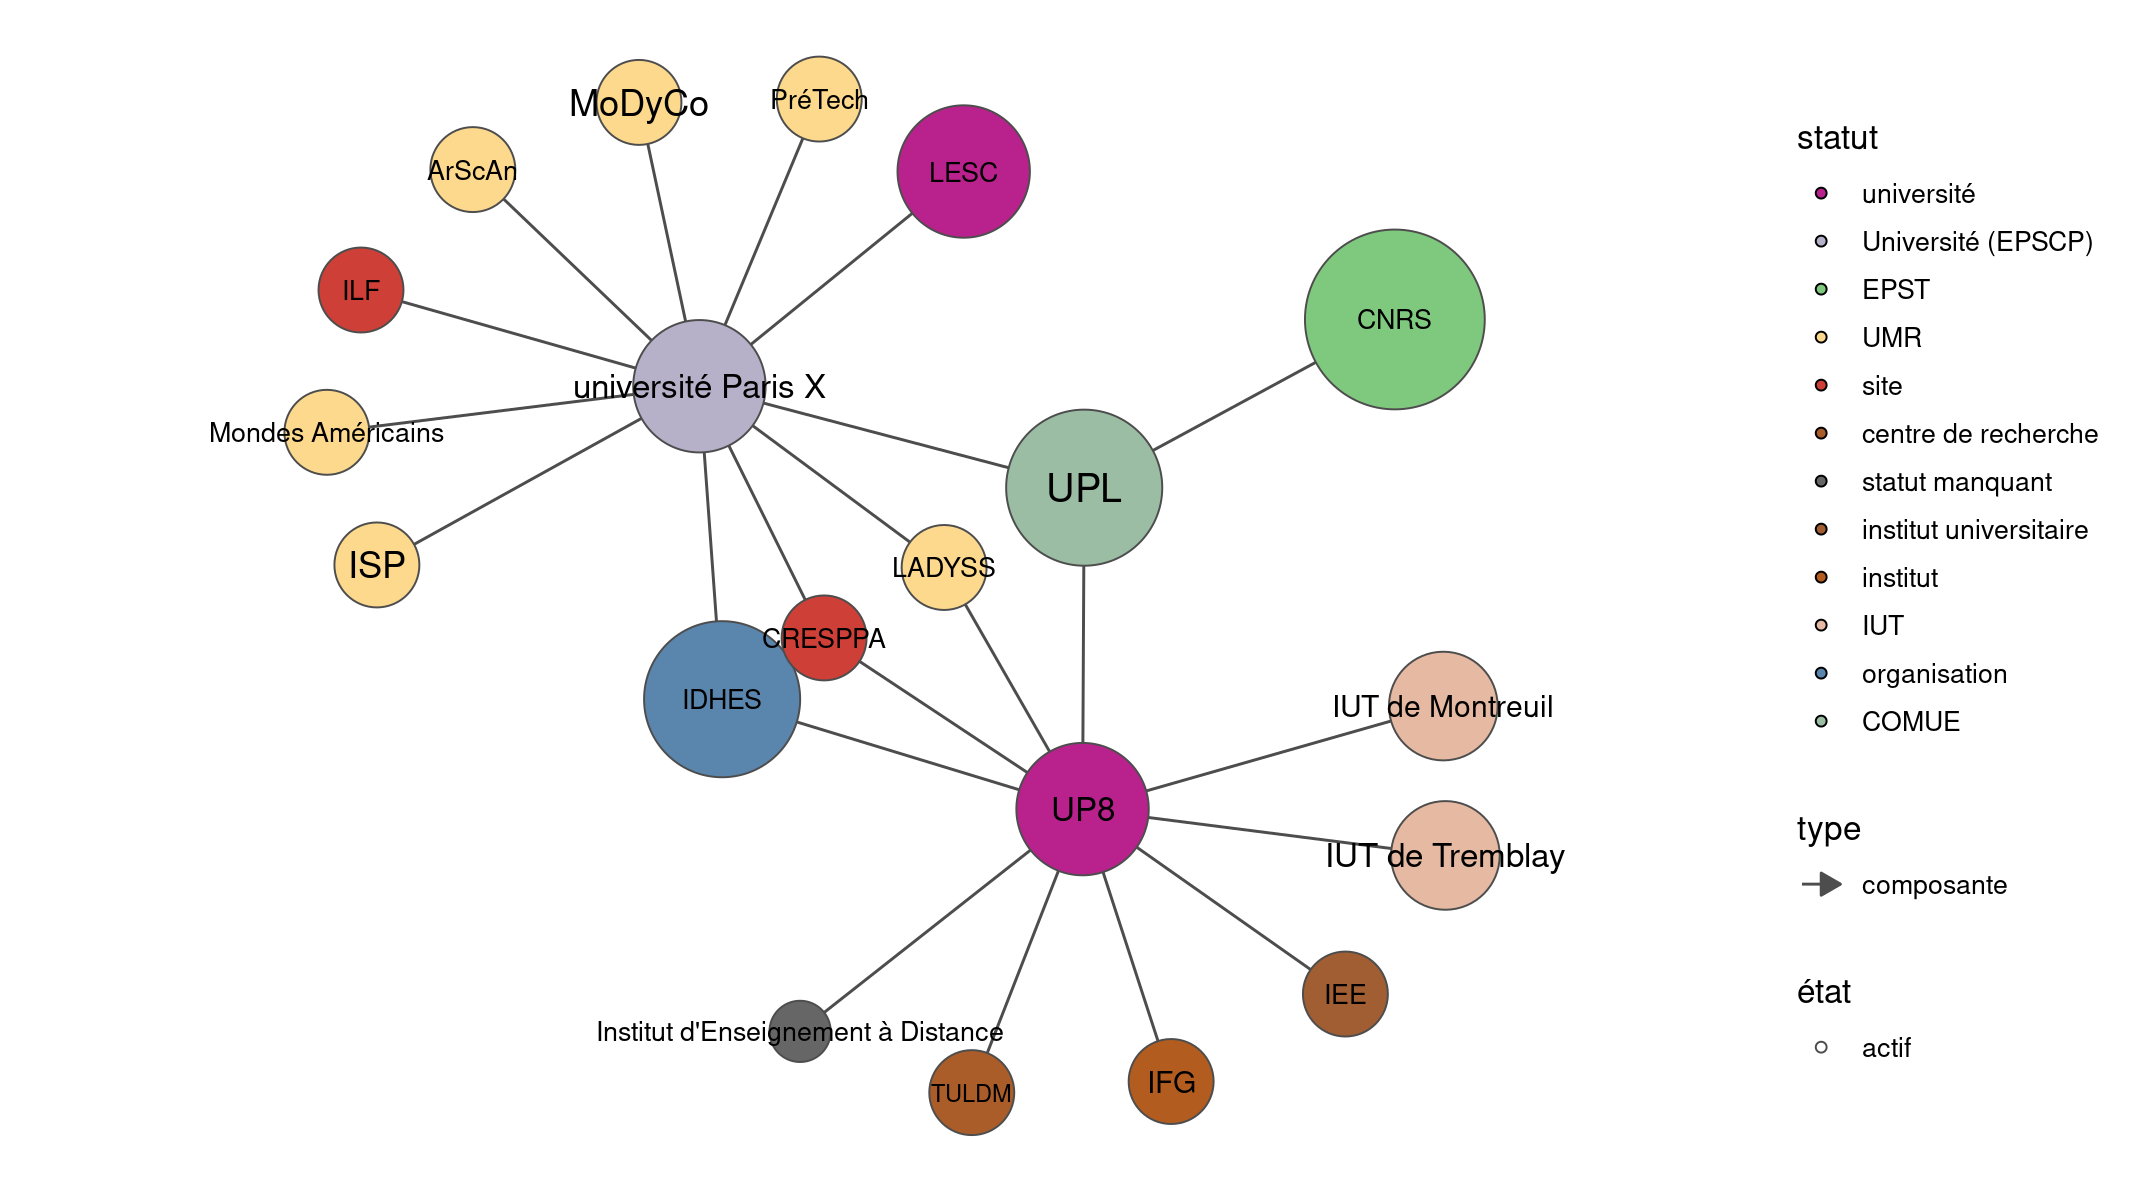 MoDyCo
PréTech
ArScAn
LESC
ILF
CNRS
université Paris X
Mondes Américains
UPL
ISP
LADYSS
CRESPPA
IDHES
IUT de Montreuil
UP8
IUT de Tremblay
IEE
Institut d'Enseignement à Distance
IFG
TULDM
statut
université
Université (EPSCP)
EPST
UMR
site
centre de recherche
statut manquant
institut universitaire
institut
IUT
organisation
COMUE
type
composante
état
actif